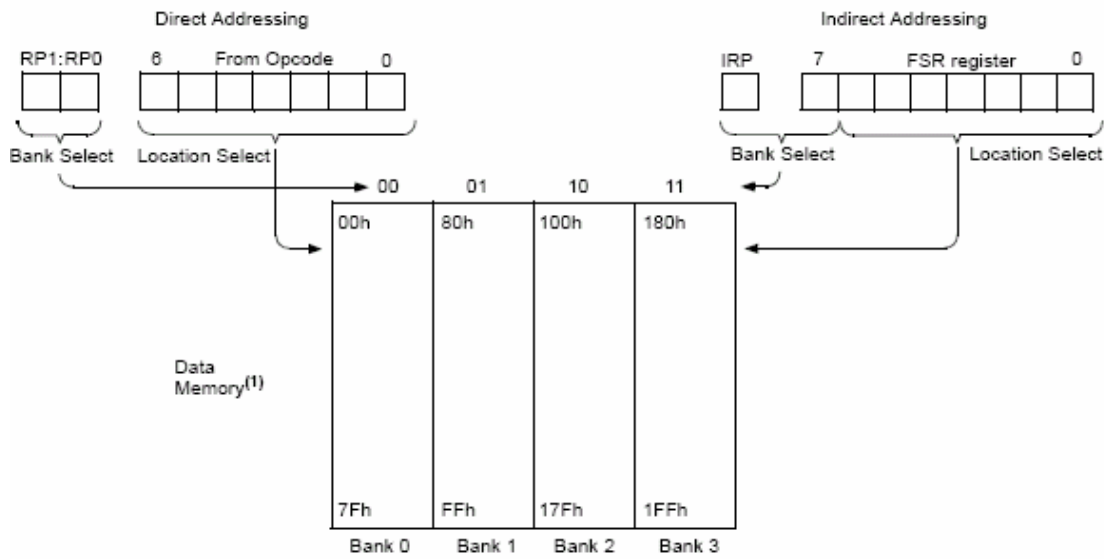 Direct Addressing
Indirect Addressing
RP1:RP0 6 From Opcode 0
IRP 7 FSR register 0
Bank Select Location Select
Bank Select Location Select
00 01 10 11
00h 80h 100h 180h
Data
Memory(1)
7Fh FFh 17Fh 1FFh
Bank 0 Bank 1 Bank 2 Bank 3